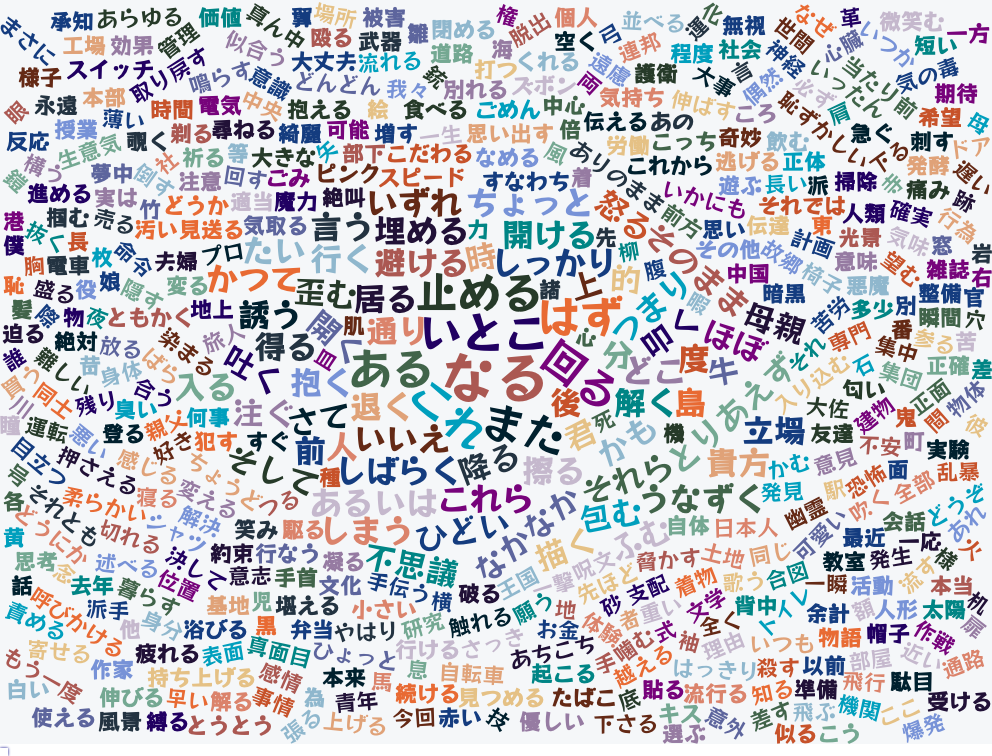 まさに
承知
あらゆる
価値
真ん中
翼
場所
被害
雛
閉める
権
脱出
個人
弓
並べる
化
無視
なぜ
世間
革
微笑む
一方
いつか
短い
工場
効果
管理
似合う
殴る
武器
道路
海
空く
連邦
程度
社会
神経
心臓
様子
スイッチ
取り戻す
鳴らす
意識
大丈夫
流れる
どんどん
我々
打つ
くれる
別れる
ズボン
遠慮
護衛
両
大事
言
偶然
必ず
いったん
当たり前
気の毒
期待
眼
永遠
本部
薄い
時間
電気
中央
抱える
絵
食べる
ごめん
中心
気持ち
伸ばす
ころ
恥ずかしい
肩
希望
母
反応
授業
覗く
剃る
尋ねる
綺麗
可能
増す
一生
思い出す
倍
伝える
あの
労働
こっち
奇妙
飲む
急ぐ
刺す
ドア
構う
生意気
夢中
倒す
社
祈る
等
大きな
矢
部下
こだわる
なめる
風
ありのまま
これから
逃げる
正体
発酵
遅い
進める
実は
注意
回す
ごみ
ピンク
スピード
すなわち
着
いかにも
遊ぶ
長い
派
掃除
赤
痛み
跡
港
僕
掴む
売る
竹
どうか
適当
魔力
絶叫
いずれ
ちょっと
怒る
前方
それでは
人類
確実
行為
抜く
長
汚い
見送る
気取る
言う
埋める
力
開ける
先
そのまま
思い
伝達
東
光景
気味
窓
岩
胸
電車
枚
命令
夫婦
プロ
たい
行く
避ける
時
しっかり
柳
腹
その他
故郷
計画
意味
望む
雑誌
右
恥
盛る
役
娘
隠す
変える
かつて
歪む
居る
止める
諸
上
的
つまり
暇
中国
椅子
悪魔
暗黒
整備
官
髪
際
物
夜
ともかく
地上
誘う
開く
肌
通り
いとこ
はず
心
叩く
ほぼ
母親
苦労
多少
別
瞬間
穴
迫る
絶対
放る
染まる
旅人
得る
皿
ある
なる
回る
分
どこ
度
牛
それ
専門
番
集中
参る
苦
誰
難しい
昔
身体
ばら
吐く
抱く
入る
石
集団
正確
差
買う
同士
残り
臭い
合う
退く
くそ
また
後
解く
島
とりあえず
入り込む
匂い
正面
物体
川
瞳
運転
悪い
登る
親父
何事
注ぐ
さて
人
いいえ
君
死
かも
機
立場
大佐
友達
建物
鬼
間
彼
目立つ
押さえる
感じる
好き
犯す
すぐ
前
種
しばらく
降る
擦る
それら
貴方
かむ
意見
不安
町
実験
号
各
それとも
柔らかい
寝る
ちょうど
変える
そして
つる
あるいは
これら
なかなか
包む
うなずく
発見
駅
恐怖
面
全部
乱暴
黄
どうにか
切れる
シャツ
解決
笑み
駆る
しまう
ひどい
描く
ふむ
自体
日本人
幽霊
防ぐ
会話
どうぞ
あれ
思考
念
述べる
決して
約束
行なう
凝る
不思議
呪文
一撃
脅かす
土地
同じ
可愛い
最近
一応
様
火
話
去年
暮らす
位置
意志
手首
文化
手伝う
横
破る
王国
先ほど
砂
支配
着物
歌う
合図
教室
発生
流す
本当
責める
呼びかける
派手
他
身分
基地
児
堪える
小さい
研究
触れる
願う
地
体験
者
重い
文学
背中
一瞬
活動
机
寄せる
作家
疲れる
浴びる
黒
弁当
やはり
行ける
さっき
お金
あちこち
手
掴む
式
袖
全く
トイレ
余計
額
人形
太陽
扉
表面
真面目
ひょっと
息
自転車
起こる
越える
理由
いつも
物語
帽子
作戦
もう一度
持ち上げる
感情
本来
馬
はっきり
殺す
以前
部屋
近い
通路
白い
伸びる
早い
解る
事情
為
青年
続ける
見つめる
たばこ
底
貼る
流行る
知る
準備
飛行
駄目
受ける
使える
風景
縛る
とうとう
張る
上げる
今回
赤い
技
優しい
下さる
キス
選ぶ
意外
差す
飛ぶ
似る
こう
機関
ここ
爆発